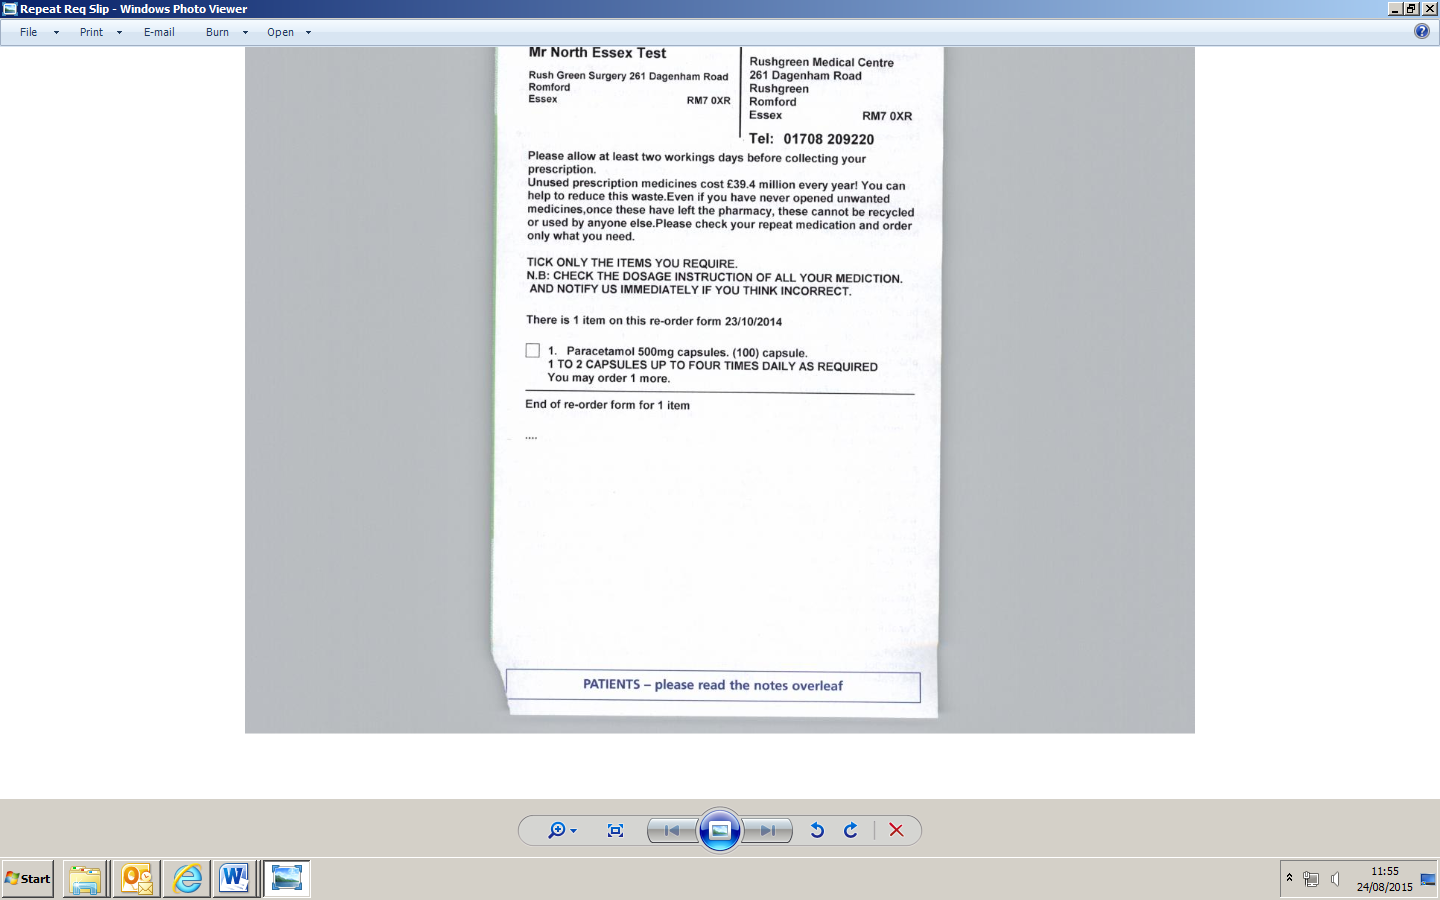 Repeat Req Slip - Windows Photo Viewer
File Print E-mail Burn Open
Mr North Essex Test
Rush Green Surgery 261 Dagenham Road
Romford
Essex RM7 0XR
Rushgreen Medical Centre
261 Dagenham Road
Rushgreen
Romford
Essex RM7 0XR
Tel: 01708 209220
Please allow at least two workings days before collecting your
prescription.
Unused prescription medicines cost £39.4 million every year! You can
help to reduce this waste.Even if you have never opened unwanted
medicines,once these have left the pharmacy, these cannot be recycled
or used by anyone else.Please check your repeat medication and order
only what you need.
TICK ONLY THE ITEMS YOU REQUIRE.
N.B: CHECK THE DOSAGE INSTRUCTION OF ALL YOUR MEDICTION.
AND NOTIFY US IMMEDIATELY IF YOU THINK INCORRECT.
There is 1 item on this re-order form 23/10/2014
1. Paracetamol 500mg capsules. (100) capsule.
1 TO 2 CAPSULES UP TO FOUR TIMES DAILY AS REQUIRED
You may order 1 more.
End of re-order form for 1 item
....
PATIENTS – please read the notes overleaf
Start
11:55
24/08/2015